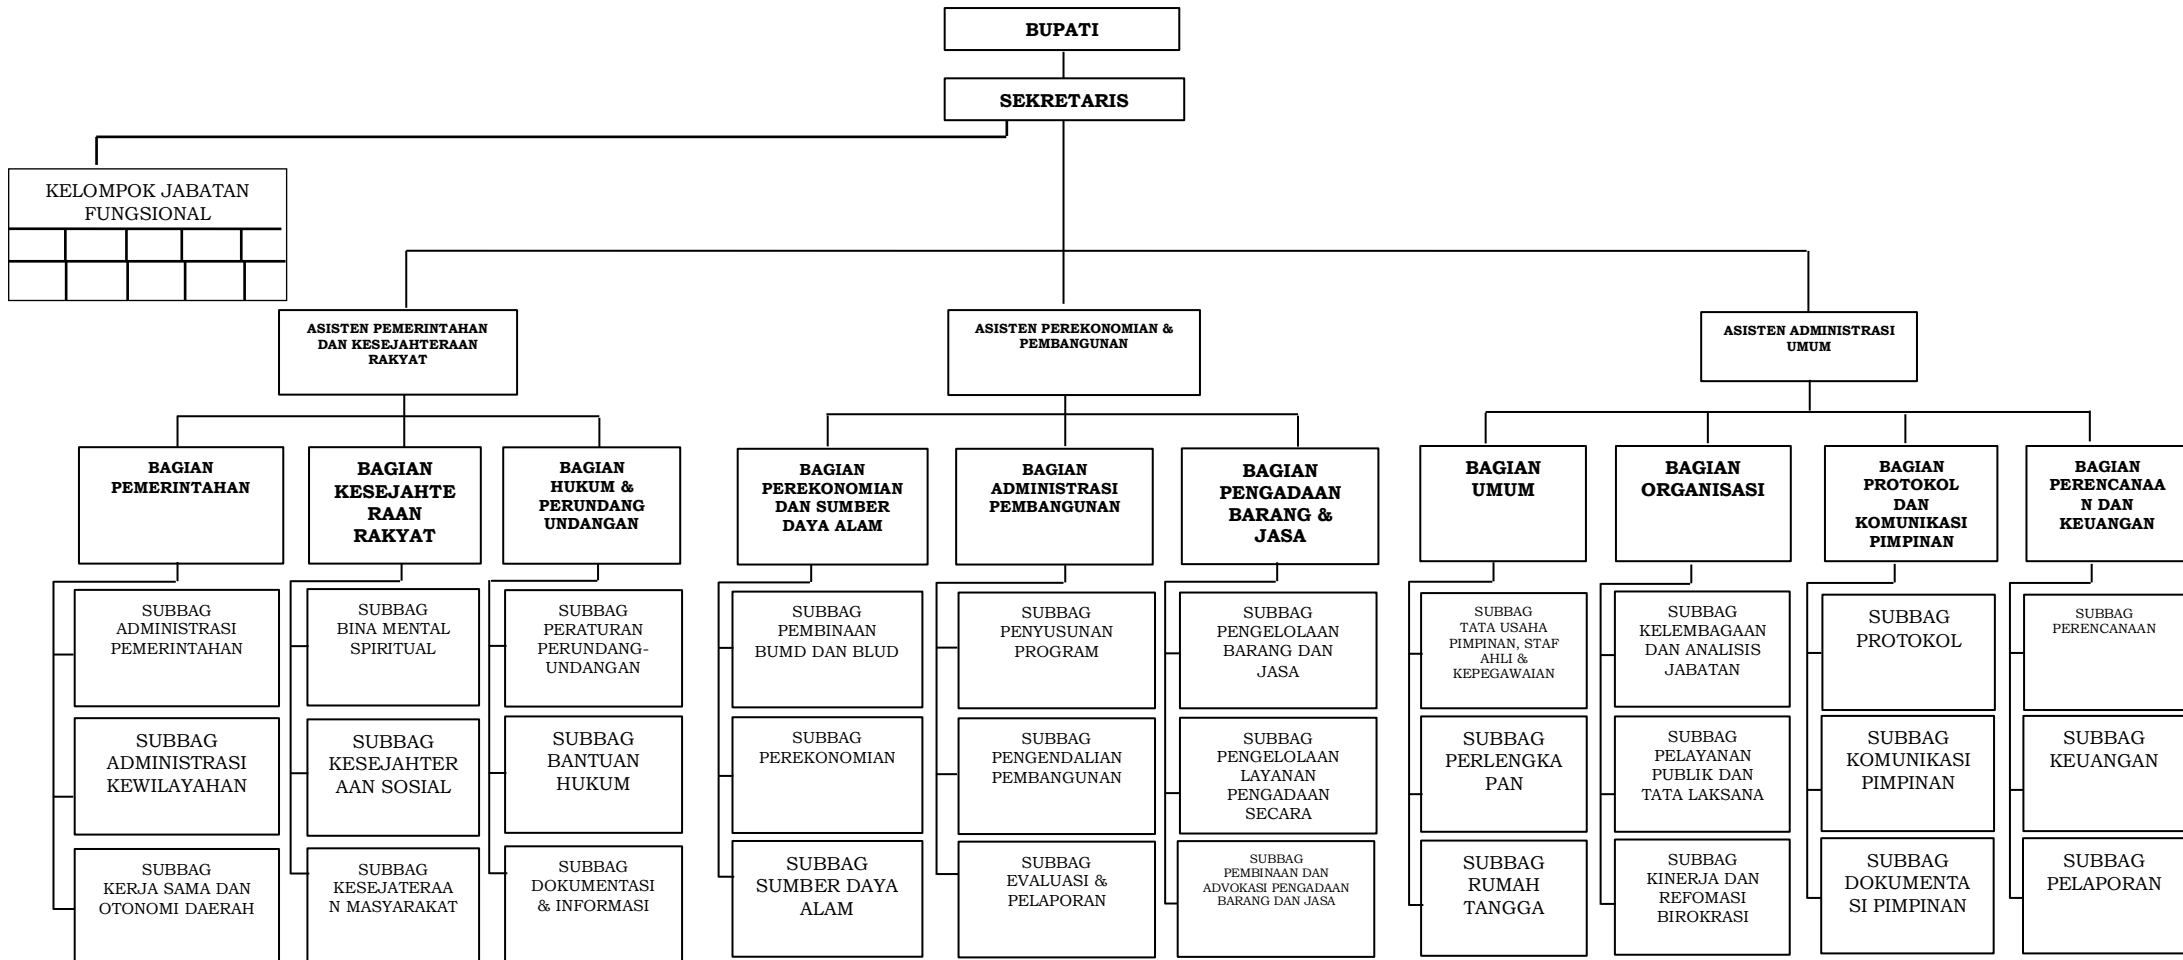 BUPATI
SEKRETARIS
KELOMPOK JABATAN
FUNGSIONAL
ASISTEN PEMERINTAHAN
DAN KESEJAHTERAAN
RAKYAT
ASISTEN PEREKONOMIAN &
PEMBANGUNAN
ASISTEN ADMINISTRASI
UMUM
BAGIAN
PEMERINTAHAN
BAGIAN
KESEJAHTE
RAAN
RAKYAT
BAGIAN
HUKUM &
PERUNDANG
UNDANGAN
BAGIAN
PEREKONOMIAN
DAN SUMBER
DAYA ALAM
BAGIAN
ADMINISTRASI
PEMBANGUNAN
BAGIAN
PENGADAAN
BARANG &
JASA
BAGIAN
UMUM
BAGIAN
ORGANISASI
BAGIAN
PROTOKOL
DAN
KOMUNIKASI
PIMPINAN
BAGIAN
PERENCANAA
N DAN
KEUANGAN
SUBBAG
ADMINISTRASI
PEMERINTAHAN
SUBBAG
BINA MENTAL
SPIRITUAL
SUBBAG
PERATURAN
PERUNDANG-
UNDANGAN
SUBBAG
PEMBINAAN
BUMD DAN BLUD
SUBBAG
PENYUSUNAN
PROGRAM
SUBBAG
PENGELOLAAN
BARANG DAN
JASA
SUBBAG
TATA USAHA
PIMPINAN, STAF
AHLI &
KEPEGAWAIAN
SUBBAG
KELEMBAGAAN
DAN ANALISIS
JABATAN
SUBBAG
PROTOKOL
SUBBAG
PERENCANAAN
SUBBAG
ADMINISTRASI
KEWILAYAHAN
SUBBAG
KESEJAHTER
AAN SOSIAL
SUBBAG
BANTUAN
HUKUM
SUBBAG
PEREKONOMIAN
SUBBAG
PENGENDALIAN
PEMBANGUNAN
SUBBAG
PENGELOLAAN
LAYANAN
PENGADAAN
SECARA
SUBBAG
PERLENGKA
PAN
SUBBAG
PELAYANAN
PUBLIK DAN
TATA LAKSANA
SUBBAG
KOMUNIKASI
PIMPINAN
SUBBAG
KEUANGAN
SUBBAG
KERJA SAMA DAN
OTONOMI DAERAH
SUBBAG
KESEJATERAA
N MASYARAKAT
SUBBAG
DOKUMENTASI
& INFORMASI
SUBBAG
SUMBER DAYA
ALAM
SUBBAG
EVALUASI &
PELAPORAN
SUBBAG
PEMBINAAN DAN
ADVOKASI PENGADAAN
BARANG DAN JASA
SUBBAG
RUMAH
TANGGA
SUBBAG
KINERJA DAN
REFOMASI
BIROKRASI
SUBBAG
DOKUMENTA
SI PIMPINAN
SUBBAG
PELAPORAN